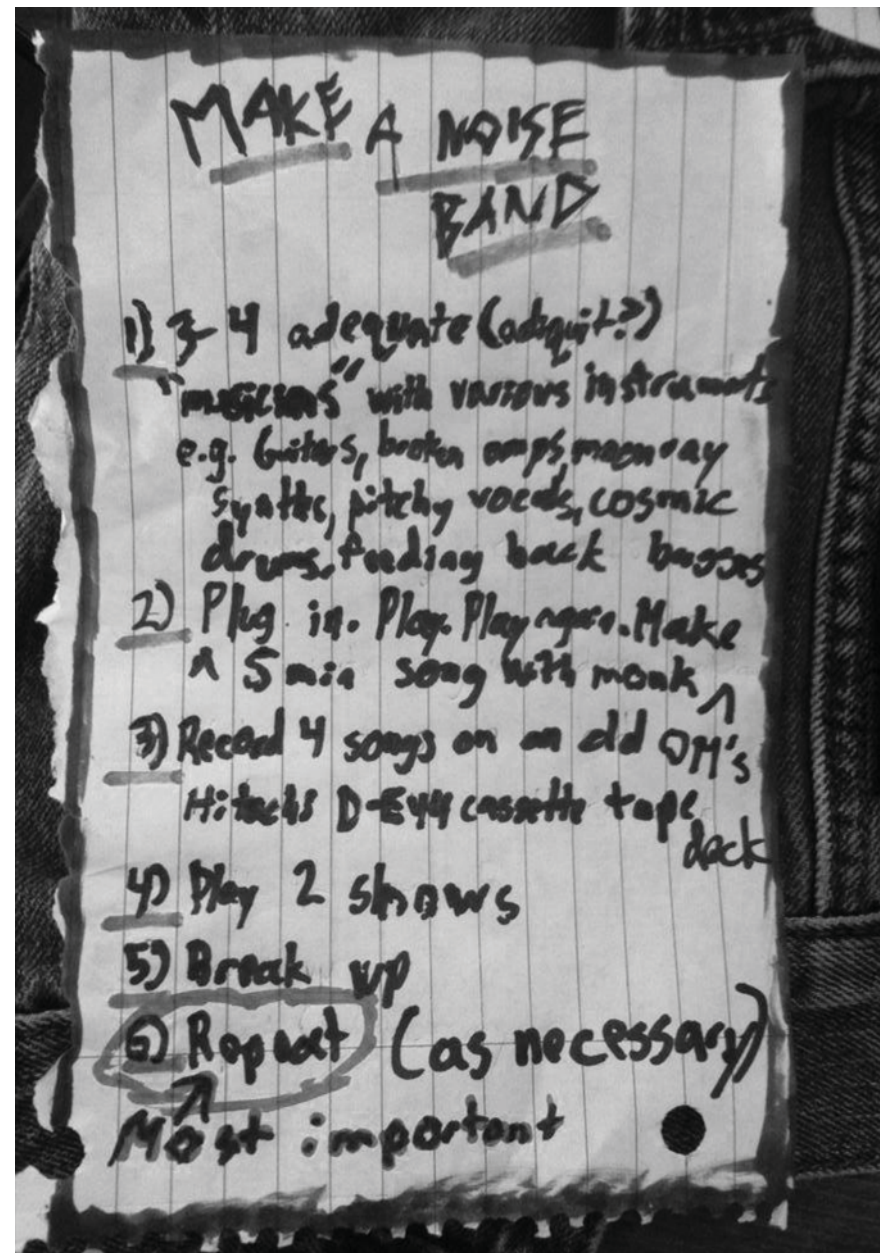 MAKE A NOISE
BAND
1) 3-4 adequate (adiquit?)
"musicians" with various instruments
e.g. Guitars, broken amps, moonray
synths, pitchy vocals, cosmic
drums, feeding back basses
2) Plug in. Play. Play again. Make
A 5 min song with monk
3) Record 4 songs on an old OM's
Hitachi D-E44 cassette tape
deck
4) Play 2 shows
5) Break up
6) Repeat (as necessary)
Most important